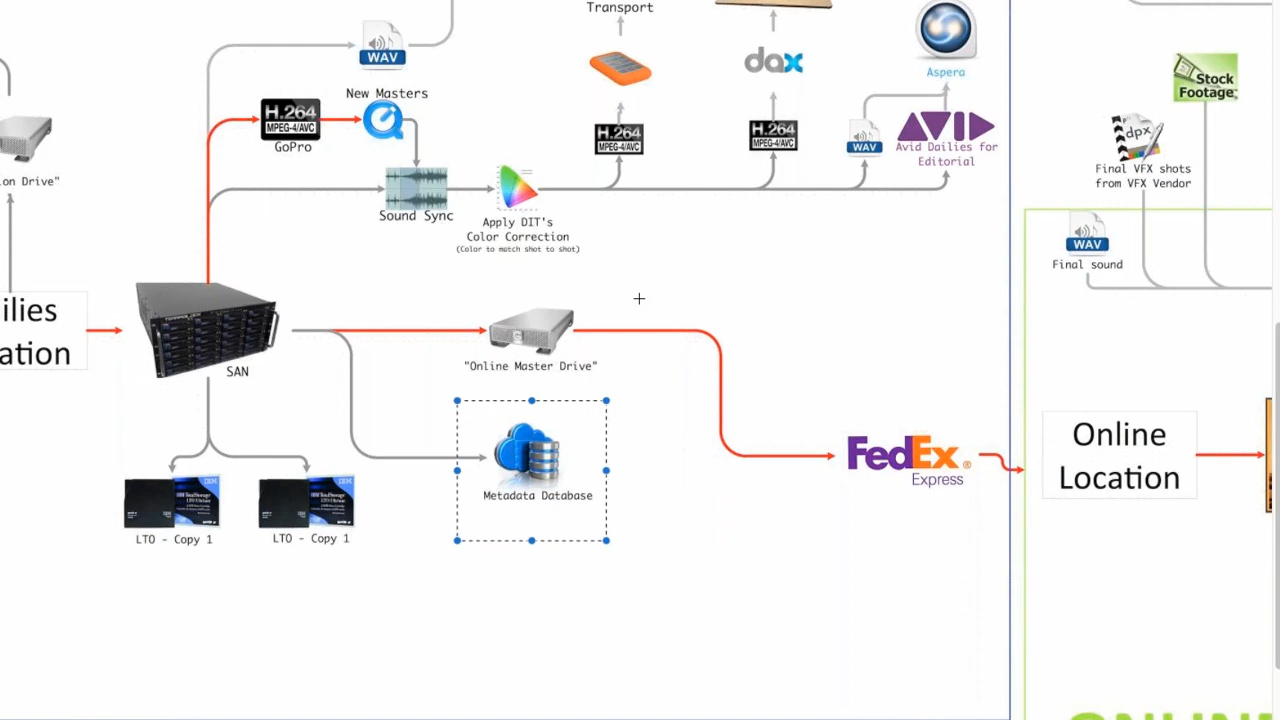 Transport
WAV
dax
Aspera
New Masters
H.264
MPEG-4/AVC
GoPro
H.264
MPEG-4/AVC
H.264
MPEG-4/AVC
WAV
AVID
Avid Dailies for
Editorial
Stock
Footage
dpx
Final VFX shots
from VFX Vendor
on Drive"
Sound Sync
Apply DIT's
Color Correction
(Color to match shot to shot)
WAV
Final sound
ilies
ation
SAN
"Online Master Drive"
Metadata Database
FedEx
Express
Online
Location
IBM
IBM
LTO - Copy 1
LTO - Copy 1